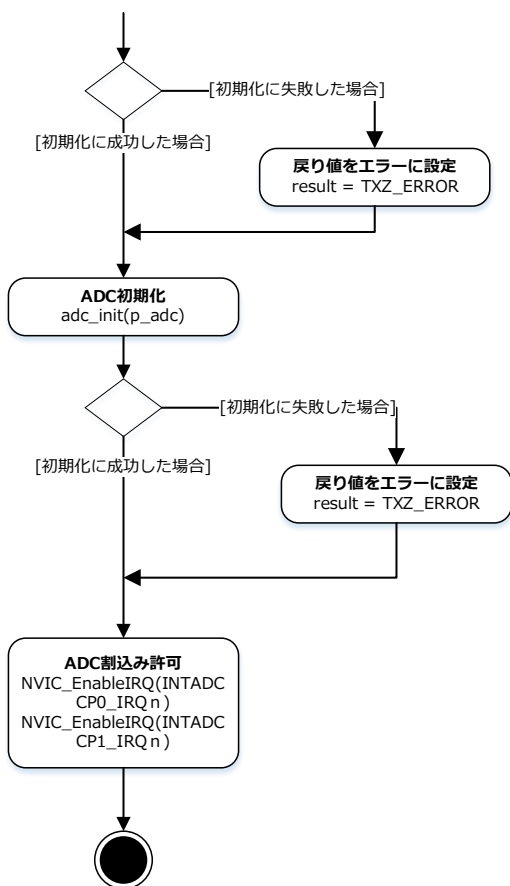 [初期化に失敗した場合]
[初期化に成功した場合]
戻り値をエラーに設定
result = TXZ_ERROR
ADC初期化
adc_init(p_adc)
[初期化に失敗した場合]
[初期化に成功した場合]
戻り値をエラーに設定
result = TXZ_ERROR
ADC割込み許可
NVIC_EnableIRQ(INTADC
CP0_IRQn)
NVIC_EnableIRQ(INTADC
CP1_IRQn)